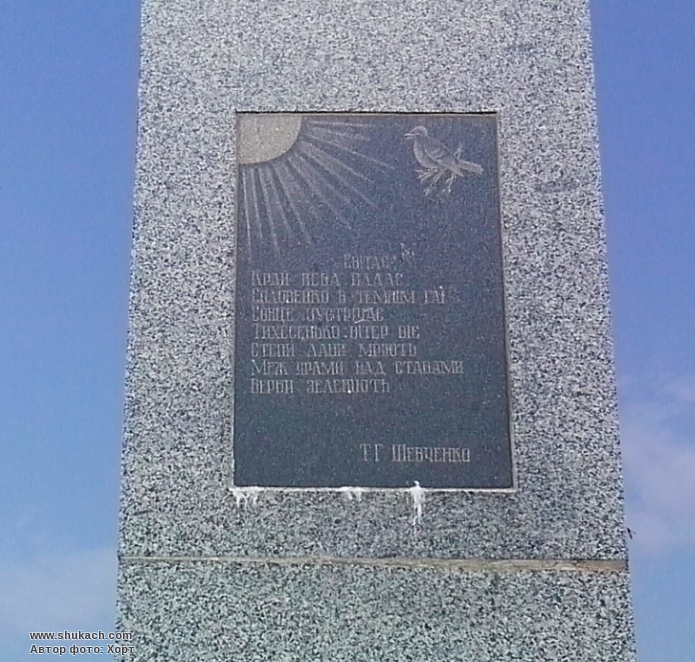 Світає
Край неба палає
Соловейко в темнім гаї
Сонце зустрічає
Тихесенько вітер віє
Степи лани мріють
Меж ярами над ставами
Верби зеленіють
Т.Г. Шевченко
www.shukach.com
Автор фото: Хорт